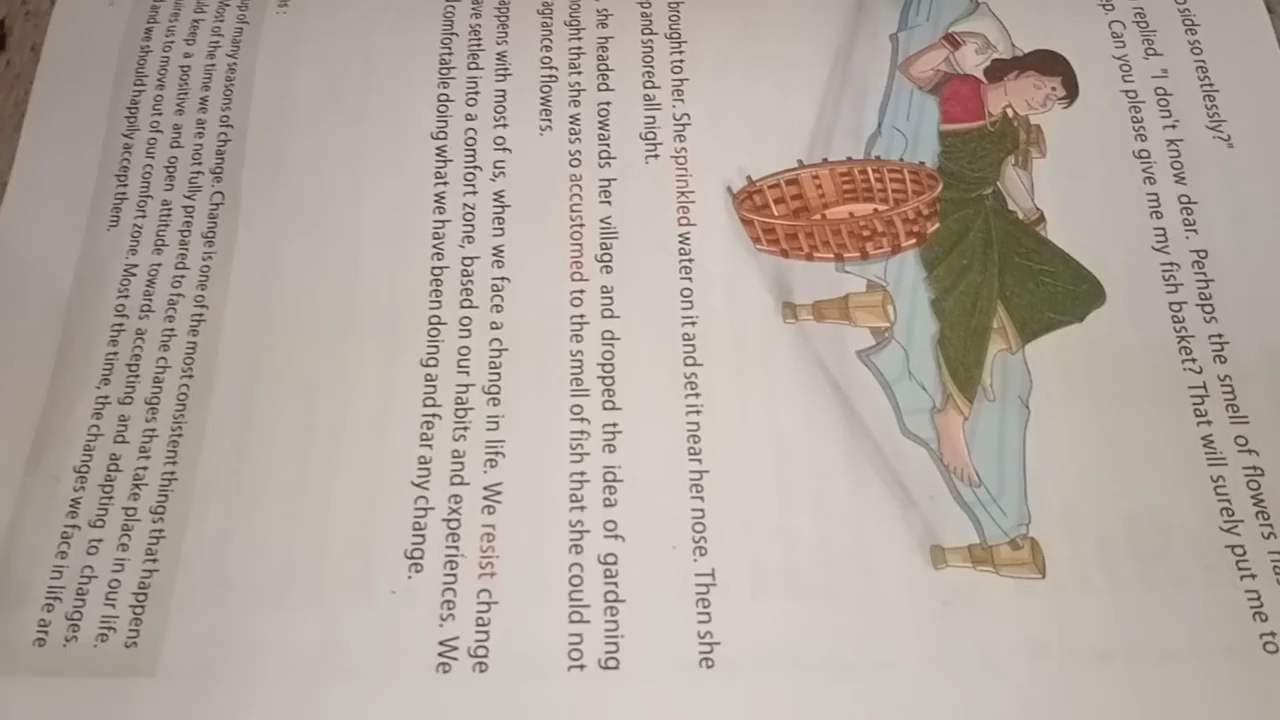 side so restlessly?"
replied, "I don't know dear. Perhaps the smell of flowers
Can you please give me my fish basket? That will surely put me to
brought to her. She sprinkled water on it and set it near her nose. Then she
and snored all night.
she headed towards her village and dropped the idea of gardening
that she was so accustomed to the smell of fish that she could not
of flowers.
with most of us, when we face a change in life. We resist change
settled into a comfort zone, based on our habits and experiences. We
doing what we have been doing and fear any change.
of many seasons of change. Change is one of the most consistent things that happens
Most of the time we are not fully prepared to face the changes that take place in our life.
keep a positive and open attitude towards accepting and adapting to changes.
us to move out of our comfort zone. Most of the time, the changes we face in life are
and we should happily accept them.